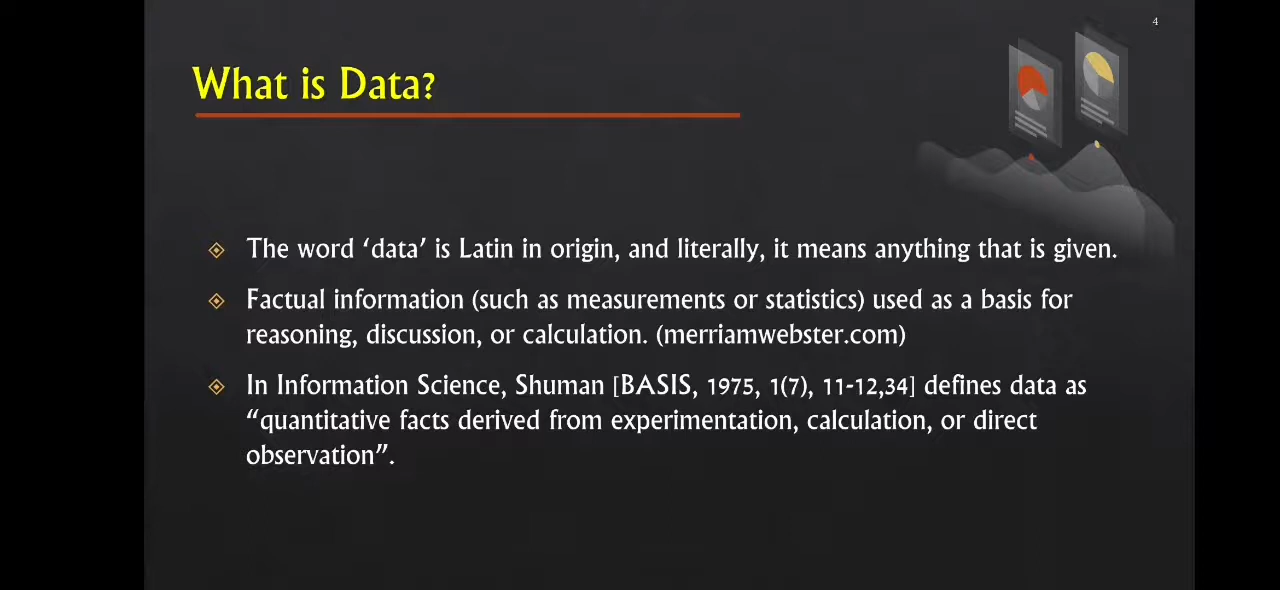 4
What is Data?
The word ‘data’ is Latin in origin, and literally, it means anything that is given.
Factual information (such as measurements or statistics) used as a basis for
reasoning, discussion, or calculation. (merriamwebster.com)
In Information Science, Shuman [BASIS, 1975, 1(7), 11-12,34] defines data as
“quantitative facts derived from experimentation, calculation, or direct
observation”.